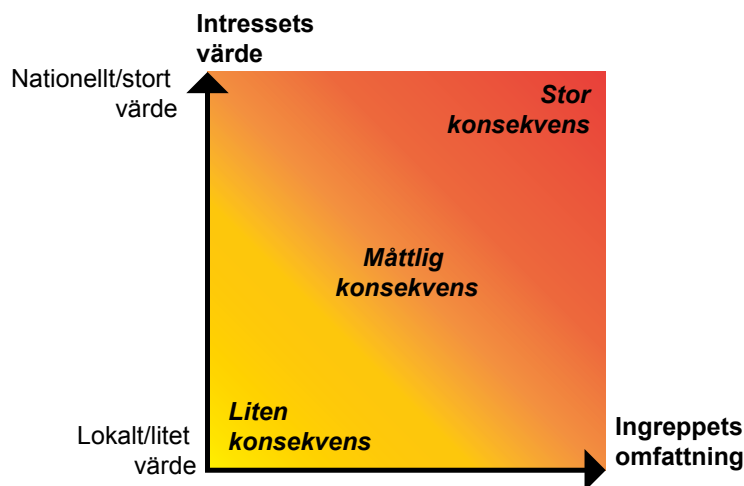 Intressets
värde
Nationellt/stort
värde
Stor
konsekvens
Måttlig
konsekvens
Liten
konsekvens
Lokalt/litet
värde
Ingreppets
omfattning